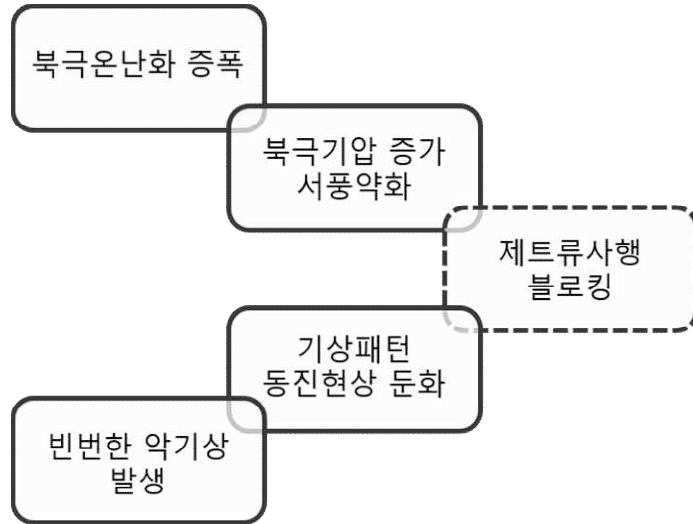 북극온난화 증폭
북극기압 증가
서풍약화
제트류사행
블로킹
기상패턴
동진현상 둔화
빈번한 악기상
발생